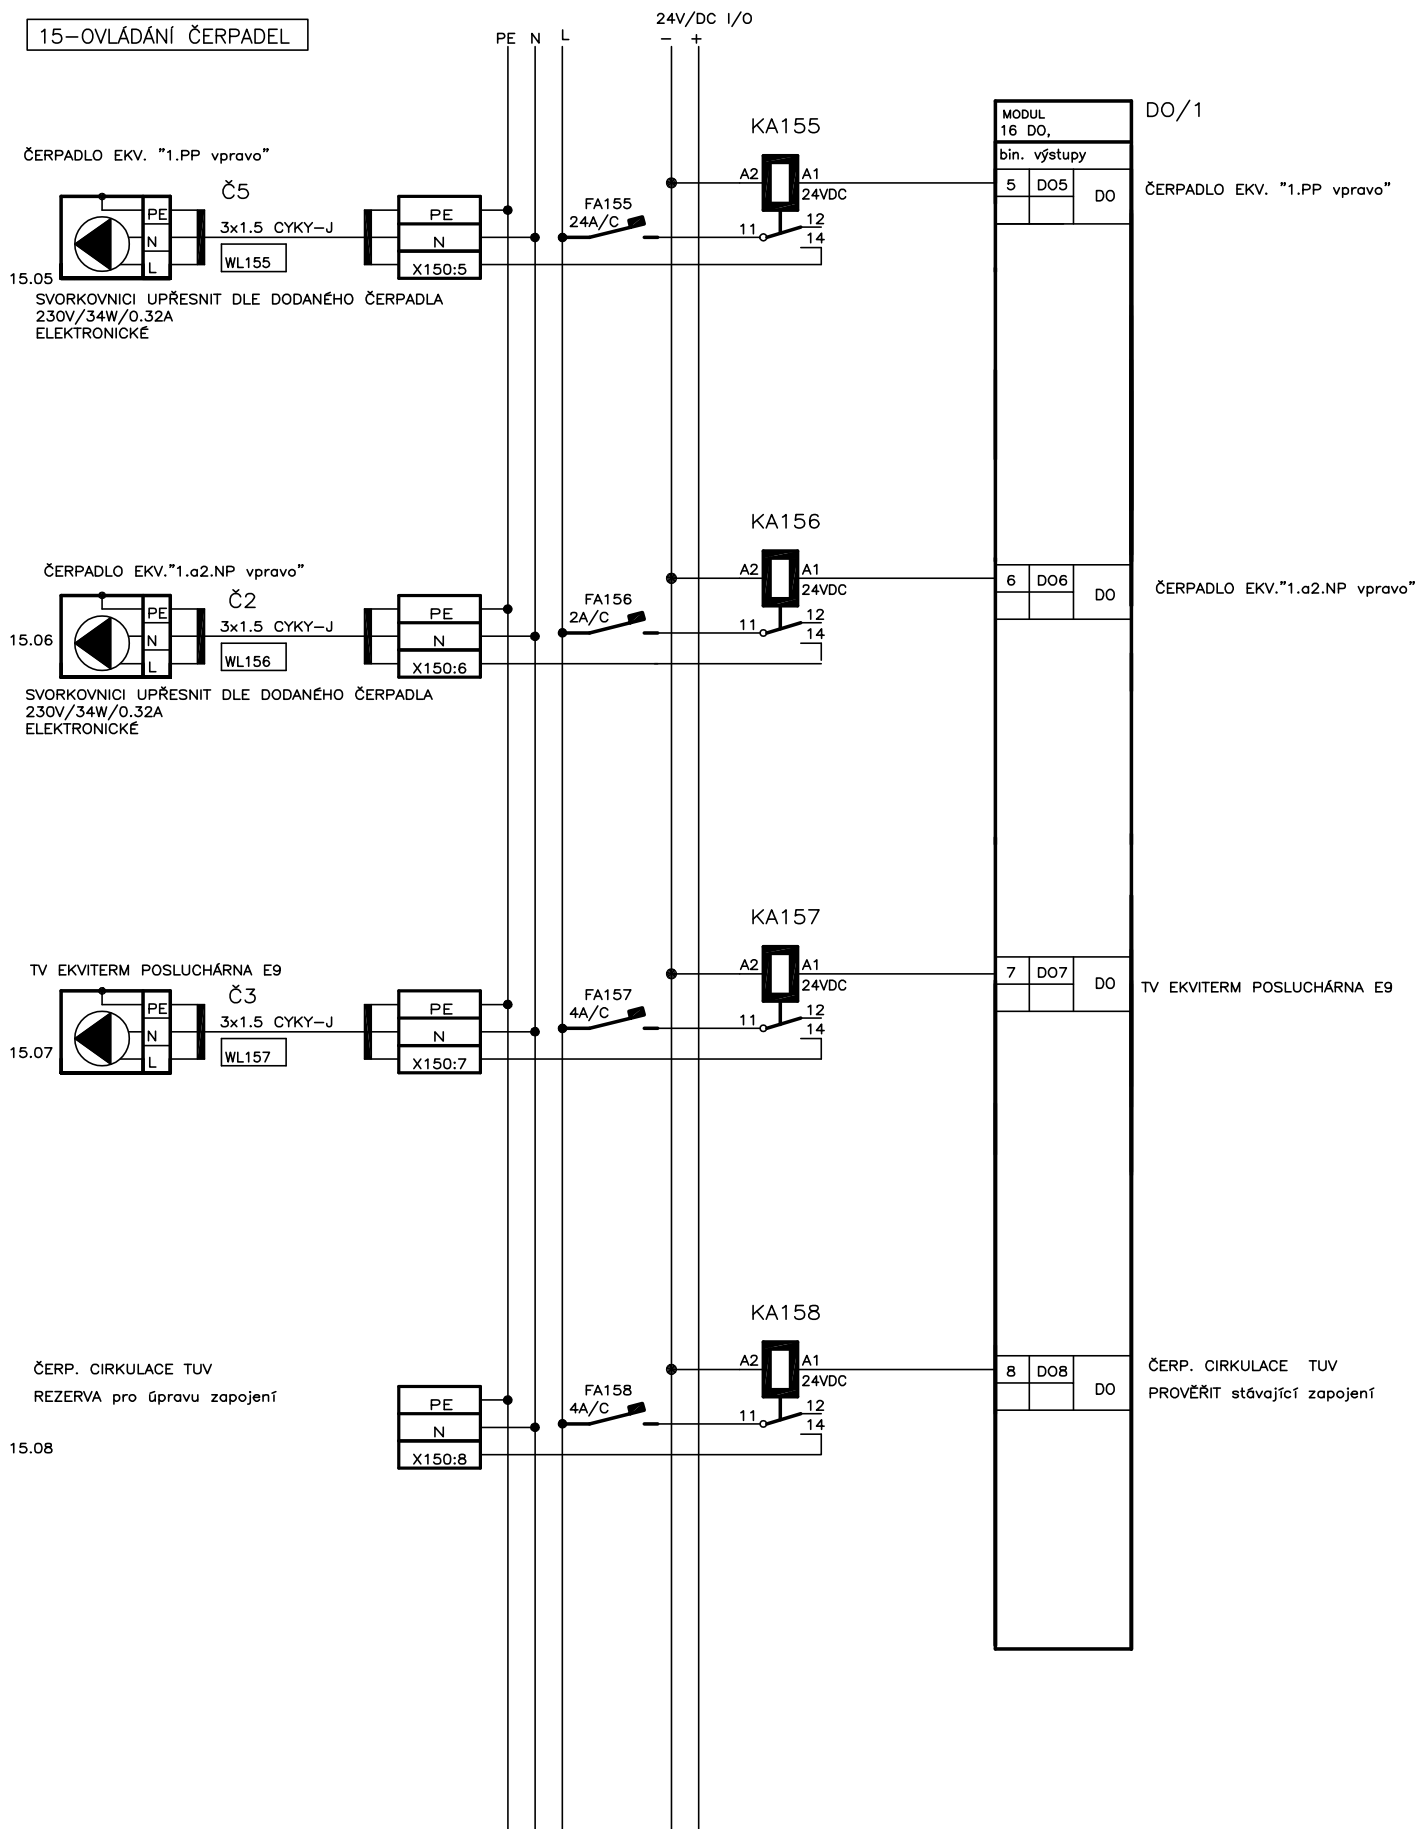 15-OVLÁDÁNÍ ČERPADEL
24V/DC I/O
PE N L - +
MODUL
16 DO,
bin. výstupy
DO/1
ČERPADLO EKV. "1.PP vpravo"
Č5
PE
N
L
3x1.5 CYKY-J
WL155
PE
N
X150:5
FA155
24A/C
KA155
A2
A1
24VDC
11
12
14
5 DO5
DO
ČERPADLO EKV. "1.PP vpravo"
15.05
SVORKOVNICI UPŘESNIT DLE DODANÉHO ČERPADLA
230V/34W/0.32A
ELEKTRONICKÉ
ČERPADLO EKV."1.a2.NP vpravo"
Č2
PE
N
L
3x1.5 CYKY-J
WL156
PE
N
X150:6
FA156
2A/C
KA156
A2
A1
24VDC
11
12
14
6 DO6
DO
ČERPADLO EKV."1.a2.NP vpravo"
15.06
SVORKOVNICI UPŘESNIT DLE DODANÉHO ČERPADLA
230V/34W/0.32A
ELEKTRONICKÉ
TV EKVITERM POSLUCHÁRNA E9
Č3
PE
N
L
3x1.5 CYKY-J
WL157
PE
N
X150:7
FA157
4A/C
KA157
A2
A1
24VDC
11
12
14
7 DO7
DO
TV EKVITERM POSLUCHÁRNA E9
15.07
ČERP. CIRKULACE TUV
REZERVA pro úpravu zapojení
15.08
PE
N
X150:8
FA158
4A/C
KA158
A2
A1
24VDC
11
12
14
8 DO8
DO
ČERP. CIRKULACE TUV
PROVĚŘIT stávající zapojení